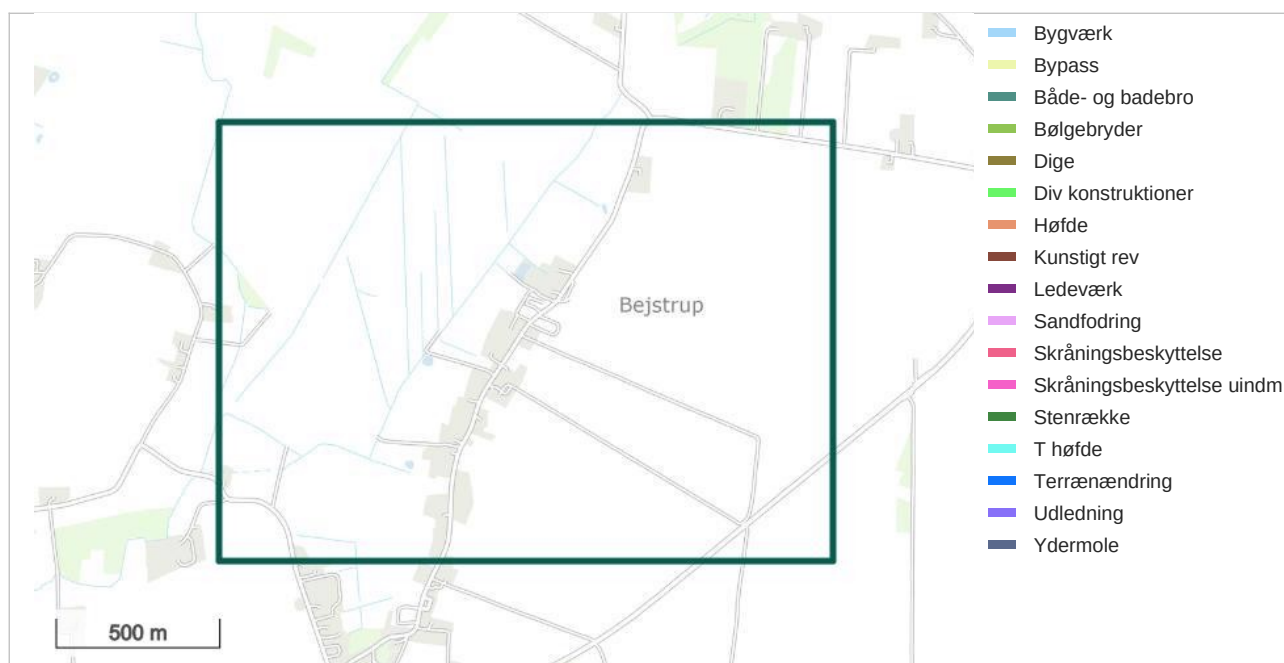 Bejstrup
500 m
Bygværk
Bypass
Både- og badebro
Bølgebryder
Dige
Div konstruktioner
Høfde
Kunstigt rev
Ledeværk
Sandfodring
Skråningsbeskyttelse
Skråningsbeskyttelse uindm
Stenrække
T høfde
Terrænændring
Udledning
Ydermole